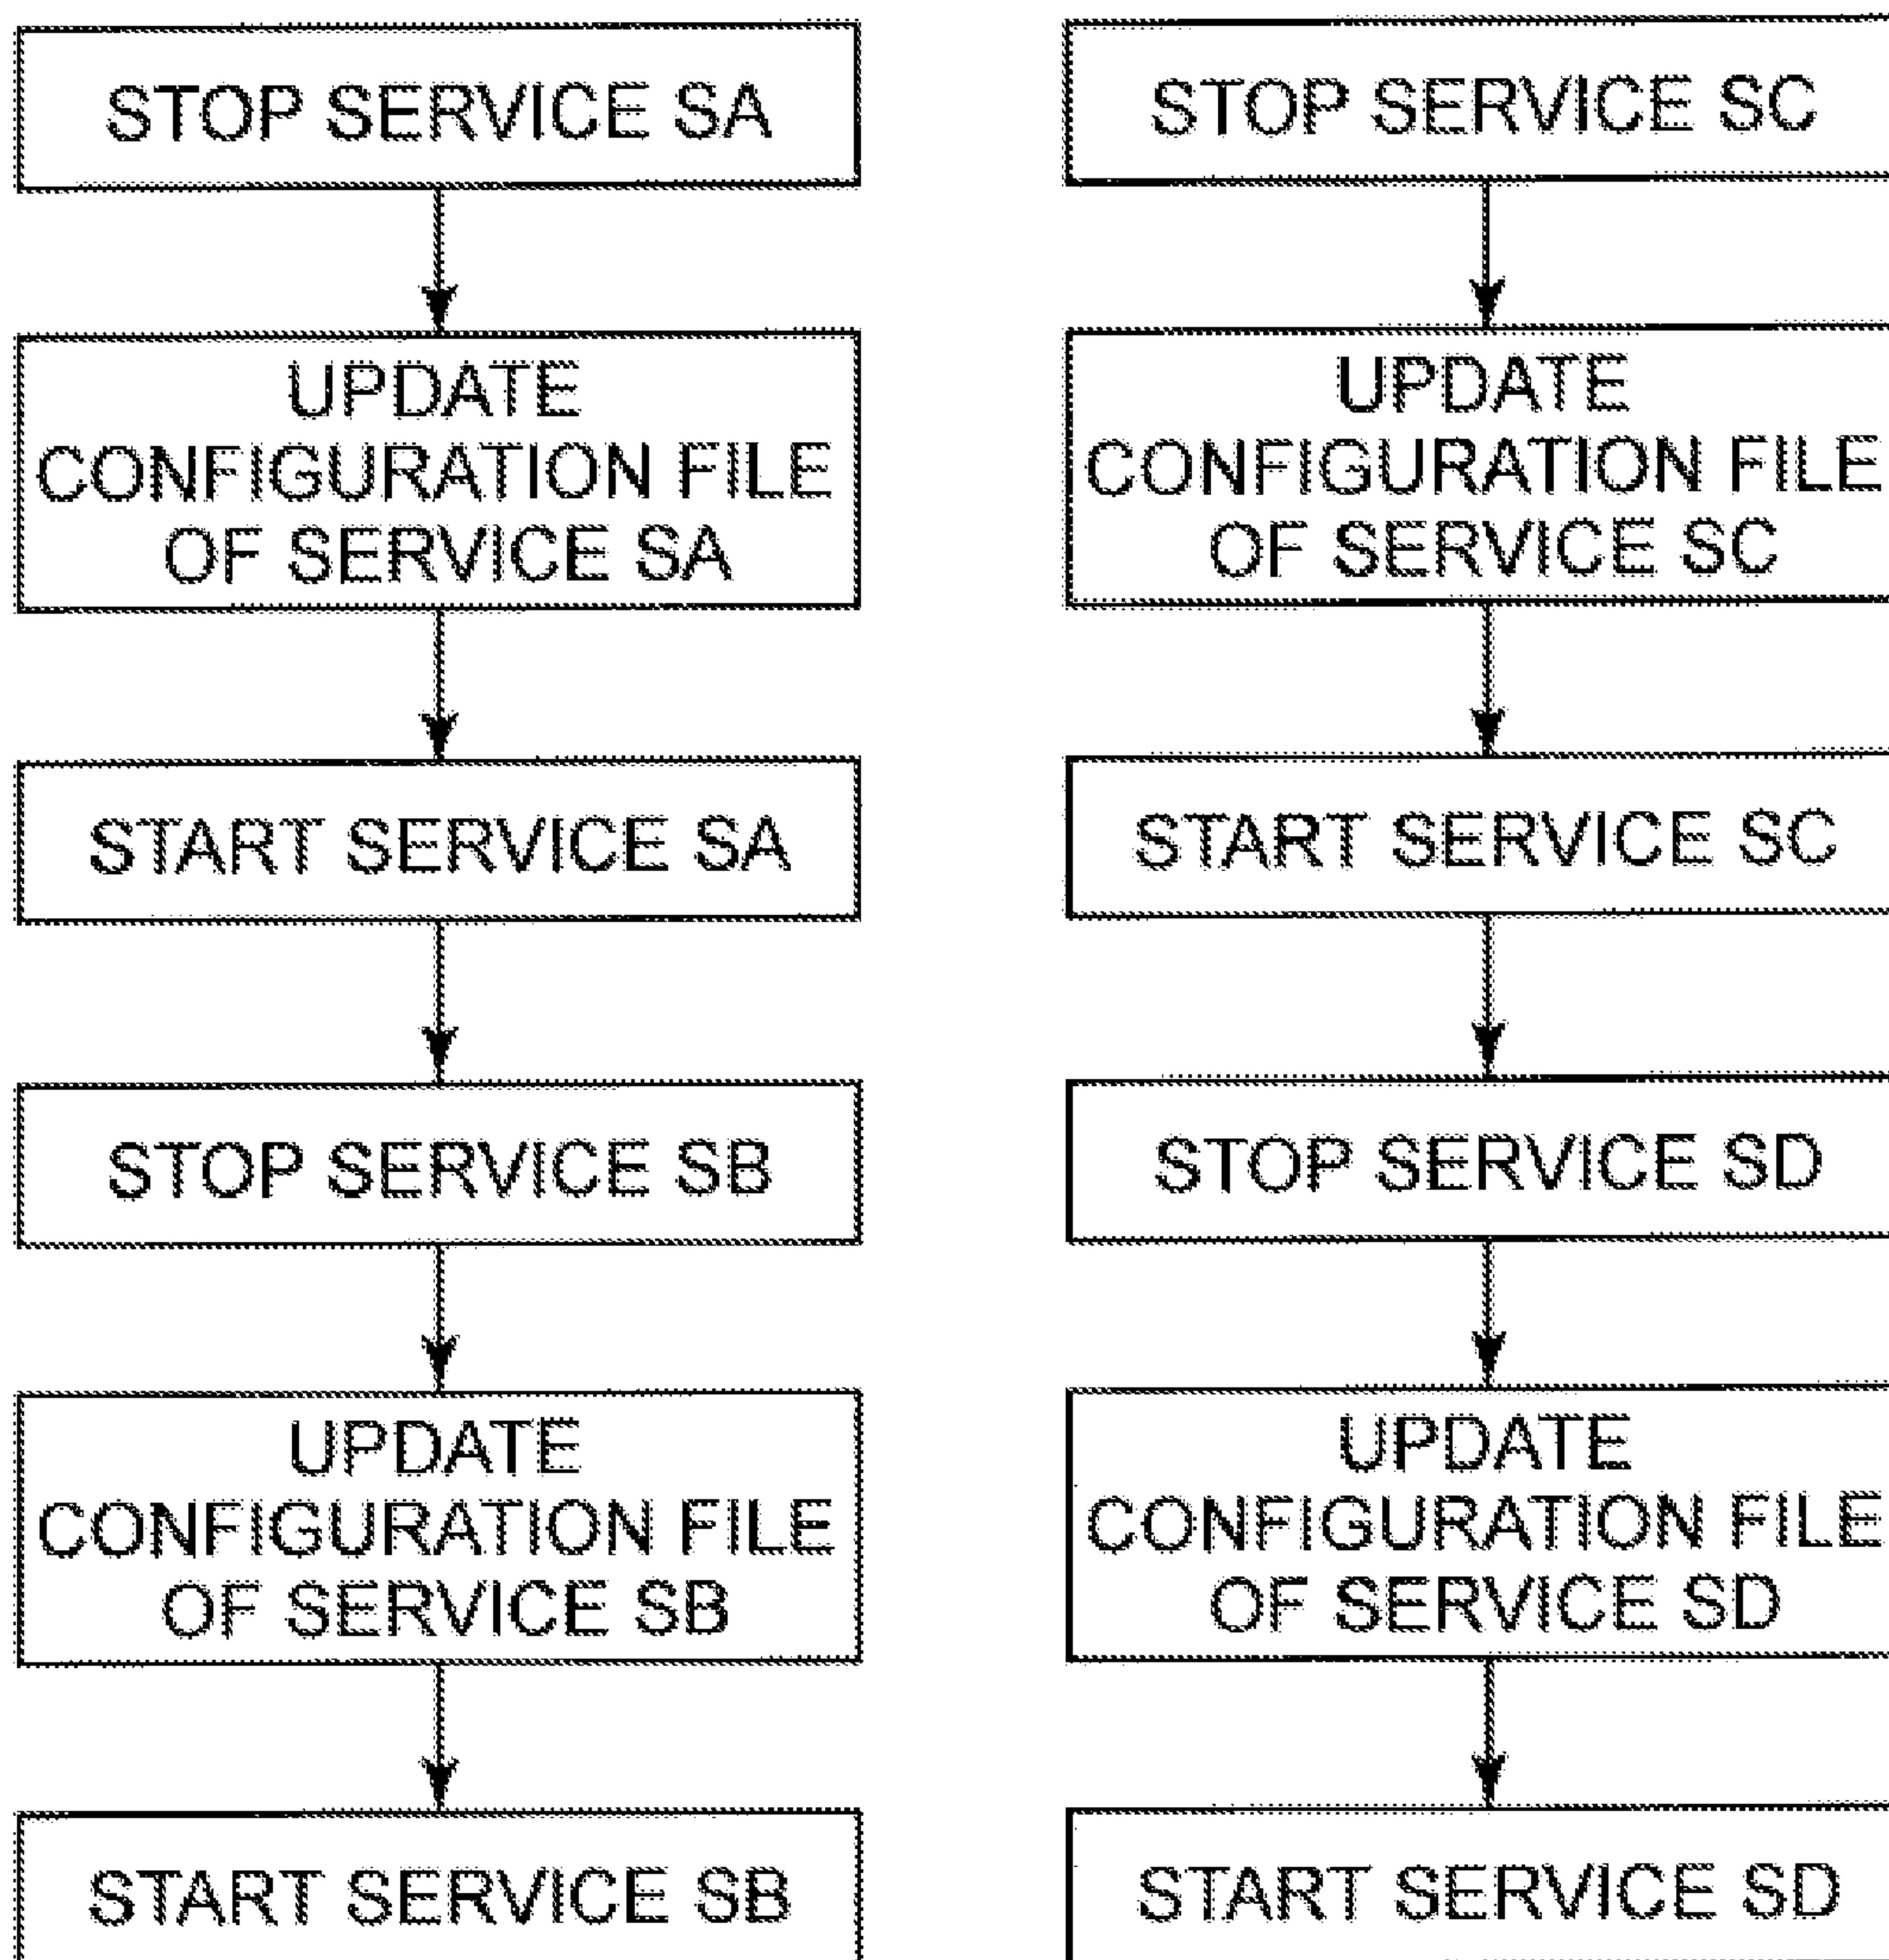 STOP SERVICE SA
UPDATE
CONFIGURATION FILE
OF SERVICE SA
START SERVICE SA
STOP SERVICE SB
UPDATE
CONFIGURATION FILE
OF SERVICE SB
START SERVICE SB
STOP SERVICE SC
UPDATE
CONFIGURATION FILE
OF SERVICE SC
START SERVICE SC
STOP SERVICE SD
UPDATE
CONFIGURATION FILE
OF SERVICE SD
START SERVICE SD